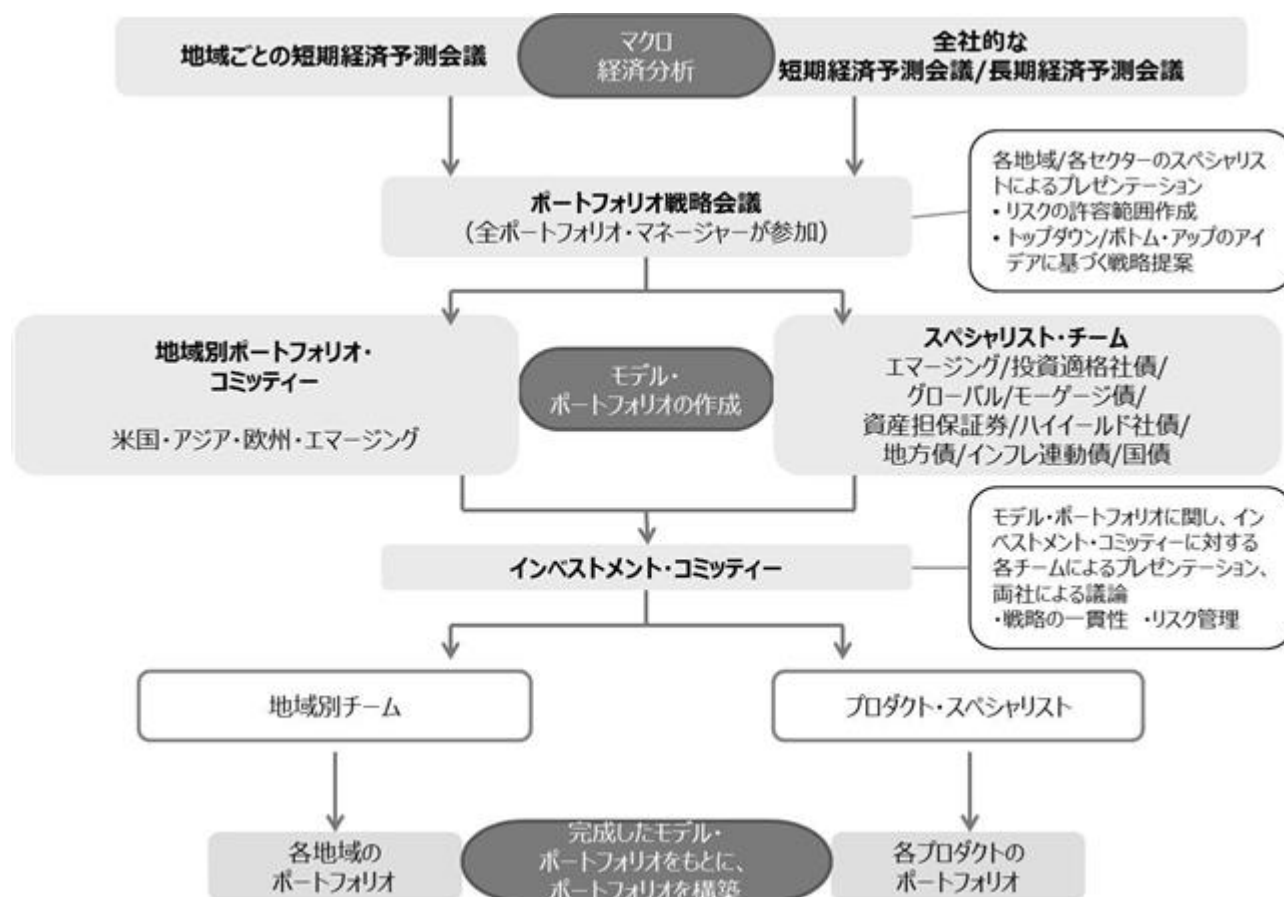 地域ごとの短期経済予測会議
マクロ
経済分析
全社的な
短期経済予測会議/長期経済予測会議
各地域/各セクターのスペシャリス
トによるプレゼンテーション
• リスクの許容範囲作成
• トップダウン/ボトム・アップのアイ
デアに基づく戦略提案
ポートフォリオ戦略会議
(全ポートフォリオ・マネージャーが参加)
地域別ポートフォリオ・
コミッティー
米国・アジア・欧州・エマージング
モデル・
ポートフォリオの作成
スペシャリスト・チーム
エマージング/投資適格社債/
グローバル/モーゲージ債/
資産担保証券/ハイイールド社債/
地方債/インフレ連動債/国債
モデル・ポートフォリオに関し、イン
ベストメント・コミッティーに対する
各チームによるプレゼンテーション、
両社による議論
・戦略の一貫性 ・リスク管理
インベストメント・コミッティー
地域別チーム
プロダクト・スペシャリスト
各地域の
ポートフォリオ
完成したモデル・
ポートフォリオをもとに、
ポートフォリオを構築
各プロダクトの
ポートフォリオ